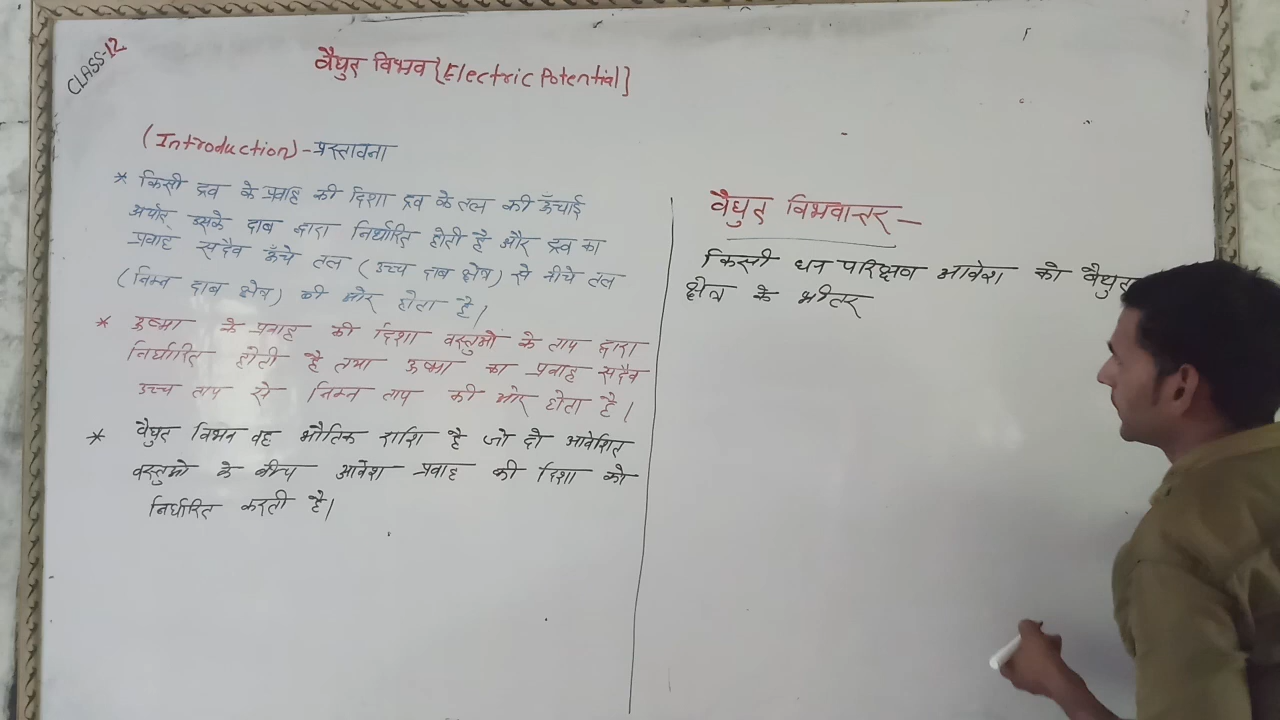 CLASS-12
वैधुत विभव {Electric Potential}
(Introduction)-प्रस्तावना
* किसी द्रव के प्रवाह की दिशा द्रव के तल की ऊँचाई
अर्थात् उसके दाब द्वारा निर्धारित होती है और द्रव का
प्रवाह सदैव ऊँचे तल (उच्च दाब क्षेत्र) से नीचे तल
(निम्न दाब क्षेत्र) की ओर होता है।
* ऊष्मा के प्रवाह की दिशा वस्तुओं के ताप द्वारा
निर्धारित होती है तथा ऊष्मा का प्रवाह सदैव
उच्च ताप से निम्न ताप की ओर होता है।
* वैधुत विभव वह भौतिक राशि है जो दो आवेशित
वस्तुओ के बीच आवेश प्रवाह की दिशा को
निर्धारित करती है।
वैधुत विभवान्तर -
किसी धन परिक्षव आवेश को वैधुत
क्षेत्र के भीतर